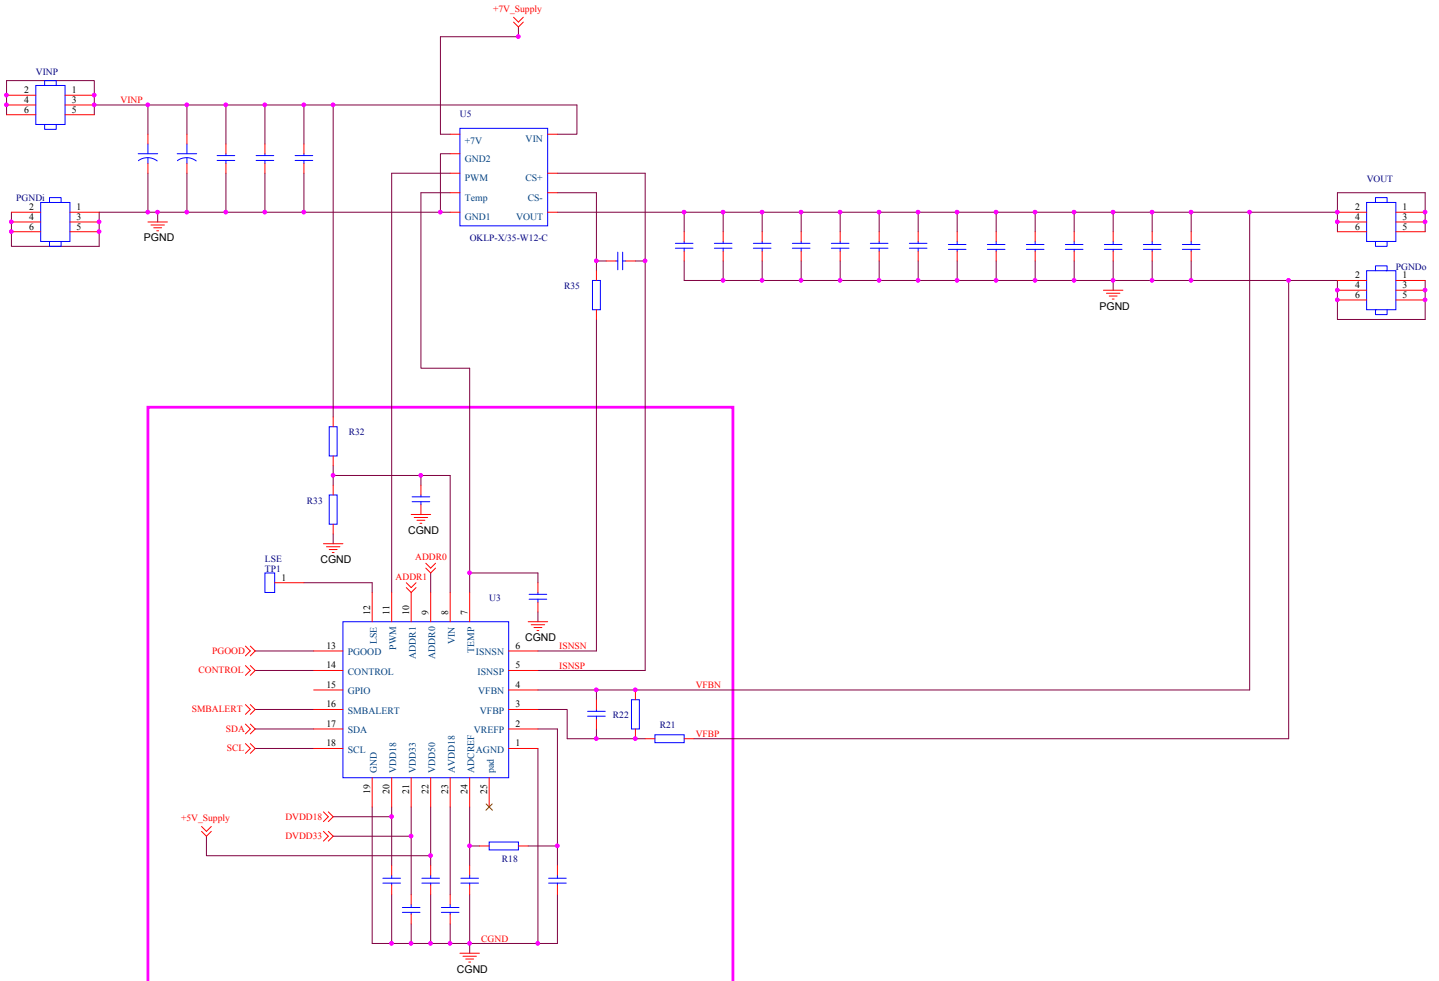 +7V_Supply
VINP
2 1
4 3
6 5
VINP
U5
+7V VIN
GND2
PWM CS+
Temp CS-
GND1 VOUT
OKLP-X/35-W12-C
PGNDi
2 1
4 3
6 5
PGND
VOUT
2 1
4 3
6 5
PGNDo
2 1
4 3
6 5
PGND
R35
R32
R33
CGND
CGND
LSE
TP1
1
ADDR0
ADDR1
U3
CGND
12 11 10 9 8 7
LSE PWM ADDR1 ADDR0 VIN TEMP
PGOOD 13 PGOOD
CONTROL 14 CONTROL
15 GPIO
SMBALERT 16 SMBALERT
SDA 17 SDA
SCL 18 SCL
ISNSN 6 ISNSN
ISNSP 5 ISNSP
VFBN 4 VFBN
VFBP 3
VREFP 2
AGND 1
R22
R21
VFBP
GND VDD18 VDD33 VDD50 AVDD18 ADCREF pad
19 20 21 22 23 24 25
+5V_Supply
DVDD18
DVDD33
R18
CGND
CGND